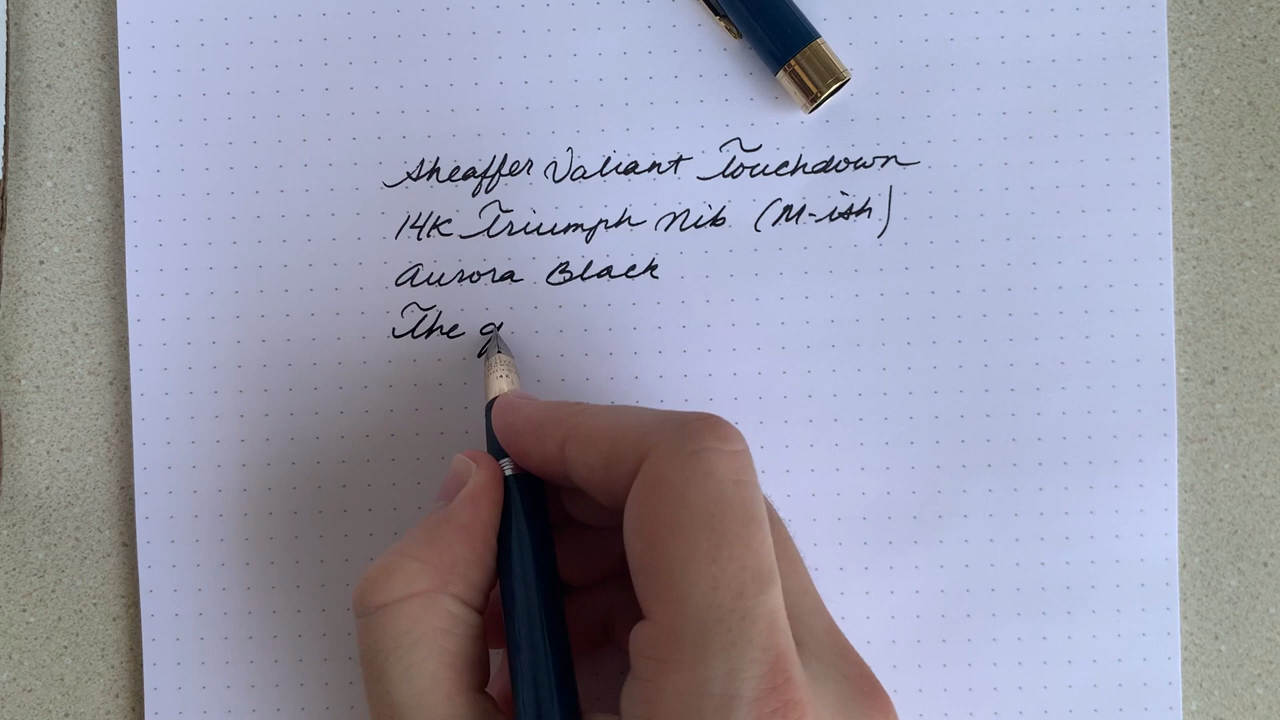 Sheaffer Valiant Touchdown
14K Triumph Nib (M-ish)
Aurora Black
The q